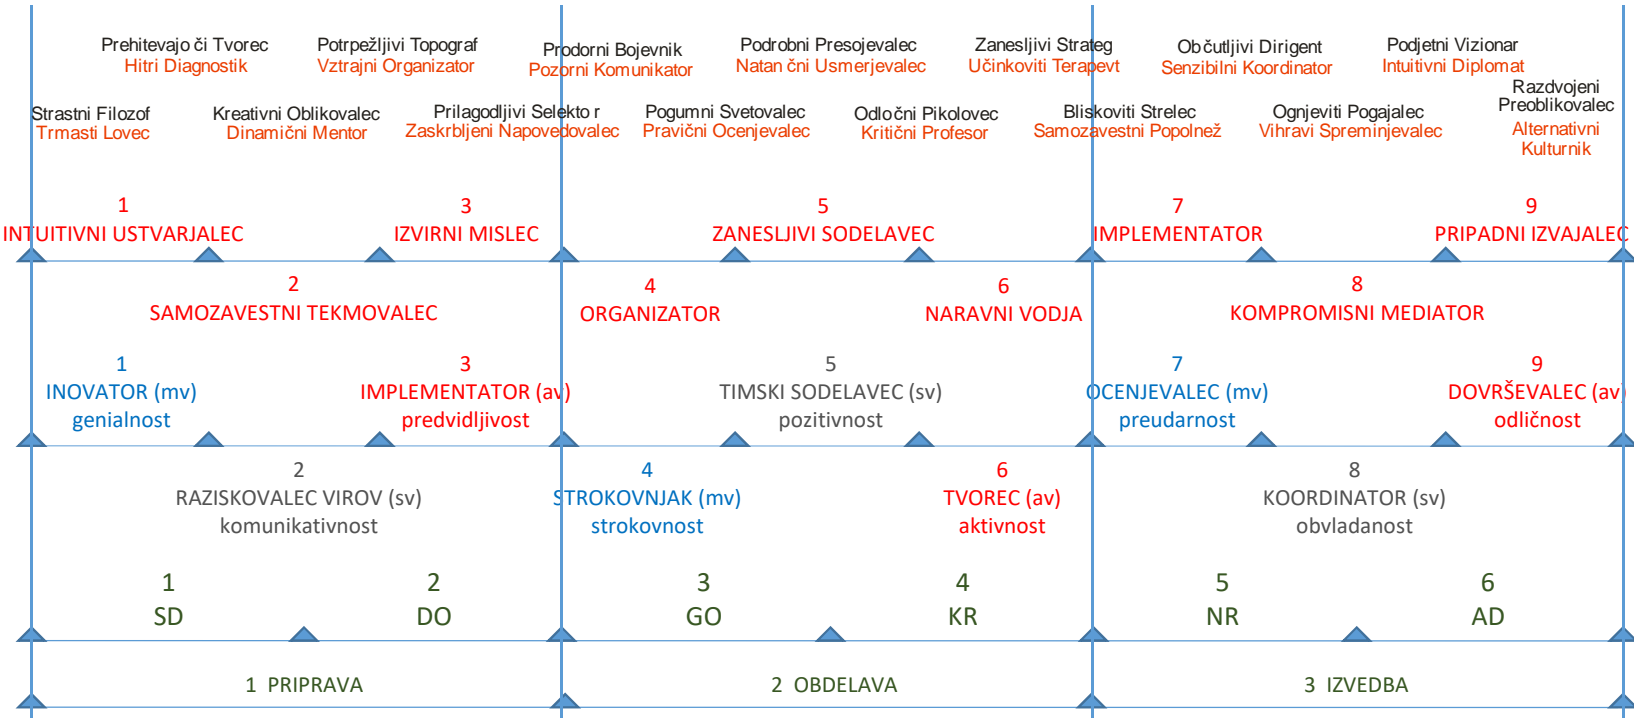 Prehitevajo či Tvorec
Hitri Diagnostik
Potrpežljivi Topograf
Vztrajni Organizator
Prodorni Bojevnik
Pozorni Komunikator
Podrobni Presojevalec
Natan čni Usmerjevalec
Zanesljivi Strateg
Učinkoviti Terapevt
Ob čutljivi Dirigent
Senzibilni Koordinator
Podjetni Vizionar
Intuitivni Diplomat
Strastni Filozof
Trmasti Lovec
Kreativni Oblikovalec
Dinamični Mentor
Prilagodljivi Selekto r
Zaskrbljeni Napovedovalec
Pogumni Svetovalec
Pravični Ocenjevalec
Odlo čni Pikolovec
Kritični Profesor
Bliskoviti Strelec
Samozavestni Popolnež
Ognjeviti Pogajalec
Vihravi Spreminjevalec
Razdvojeni
Preoblikovalec
Alternativni
Kulturnik
1
INTUITIVNI USTVARJALEC
3
IZVIRNI MISLEC
5
ZANESLJIVI SODELAVEC
7
IMPLEMENTATOR
9
PRIPADNI IZVAJALEC
2
SAMOZAVESTNI TEKMOVALEC
4
ORGANIZATOR
6
NARAVNI VODJA
8
KOMPROMISNI MEDIATOR
1
INOVATOR (mv)
genialnost
3
IMPLEMENTATOR (av)
predvidljivost
5
TIMSKI SODELAVEC (sv)
pozitivnost
7
OCENJEVALEC (mv)
preudarnost
9
DOVRŠEVALEC (av)
odličnost
2
RAZISKOVALEC VIROV (sv)
komunikativnost
4
STROKOVNJAK (mv)
strokovnost
6
TVOREC (av)
aktivnost
8
KOORDINATOR (sv)
obvladanost
1
SD
2
DO
3
GO
4
KR
5
NR
6
AD
1 PRIPRAVA
2 OBDELAVA
3 IZVEDBA